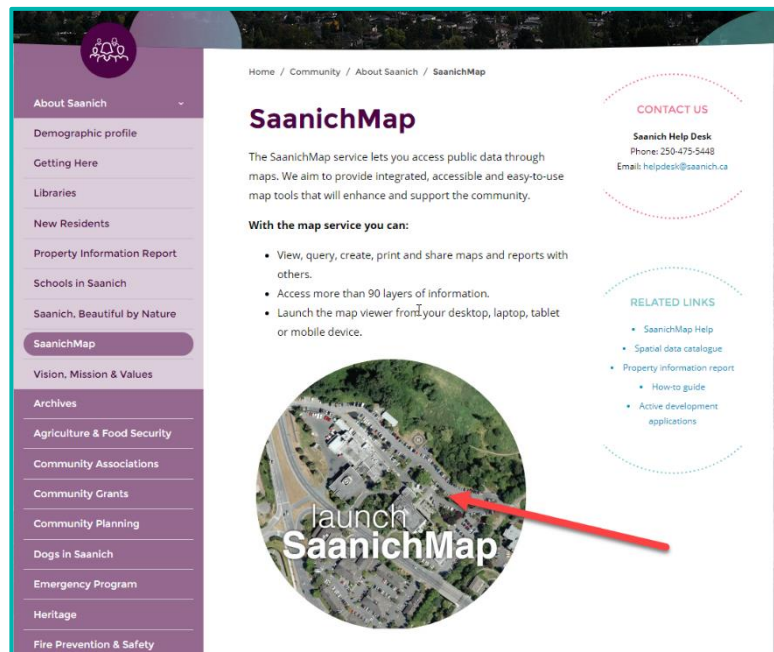 Home / Community / About Saanich / SaanichMap
About Saanich
Demographic profile
Getting Here
Libraries
New Residents
Property Information Report
Schools in Saanich
Saanich, Beautiful by Nature
SaanichMap
Vision, Mission & Values
Archives
Agriculture & Food Security
Community Associations
Community Grants
Community Planning
Dogs in Saanich
Emergency Program
Heritage
Fire Prevention & Safety
SaanichMap
The SaanichMap service lets you access public data through
maps. We aim to provide integrated, accessible and easy-to-use
map tools that will enhance and support the community.
With the map service you can:
• View, query, create, print and share maps and reports with
others.
• Access more than 90 layers of information.
• Launch the map viewer from your desktop, laptop, tablet
or mobile device.
launch
SaanichMap
CONTACT US
Saanich Help Desk
Phone: 250-475-5448
Email: helpdesk@saanich.ca
RELATED LINKS
• SaanichMap Help
• Spatial data catalogue
• Property information report
• How-to guide
• Active development
applications